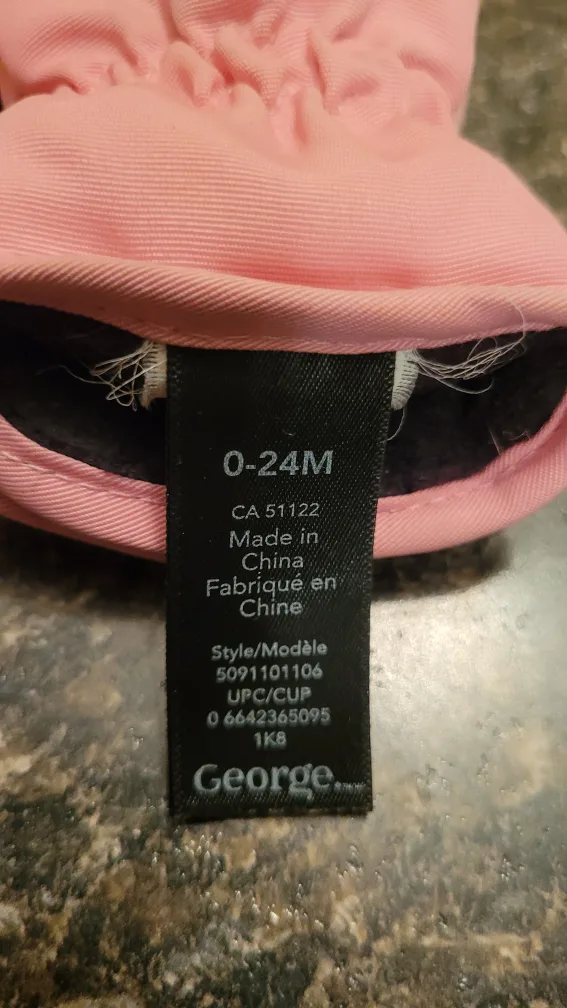 0-24M
CA 51122
Made in
China
Fabriqué en
Chine
Style/Modèle
5091101106
UPC/CUP
0 6642365095
1K8
George.